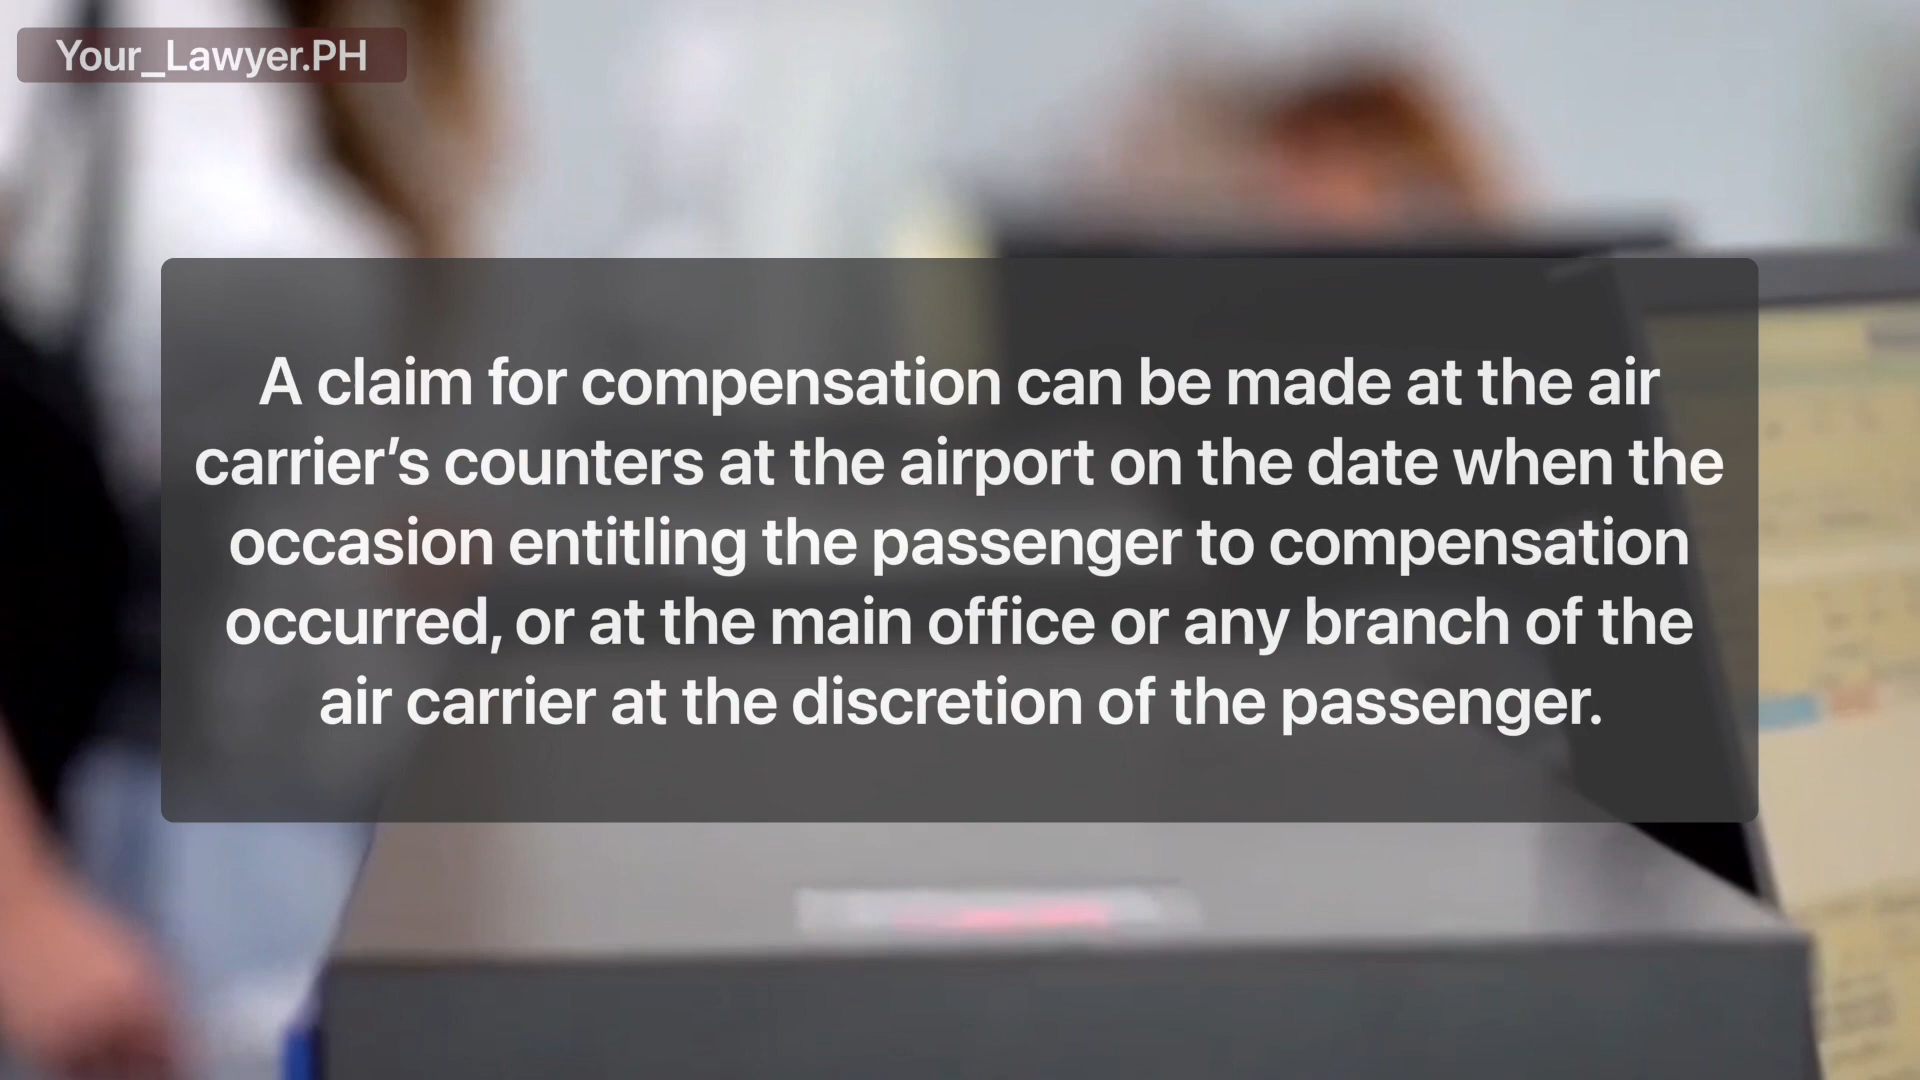 Your_Lawyer.PH
A claim for compensation can be made at the air
carrier’s counters at the airport on the date when the
occasion entitling the passenger to compensation
occurred, or at the main office or any branch of the
air carrier at the discretion of the passenger.